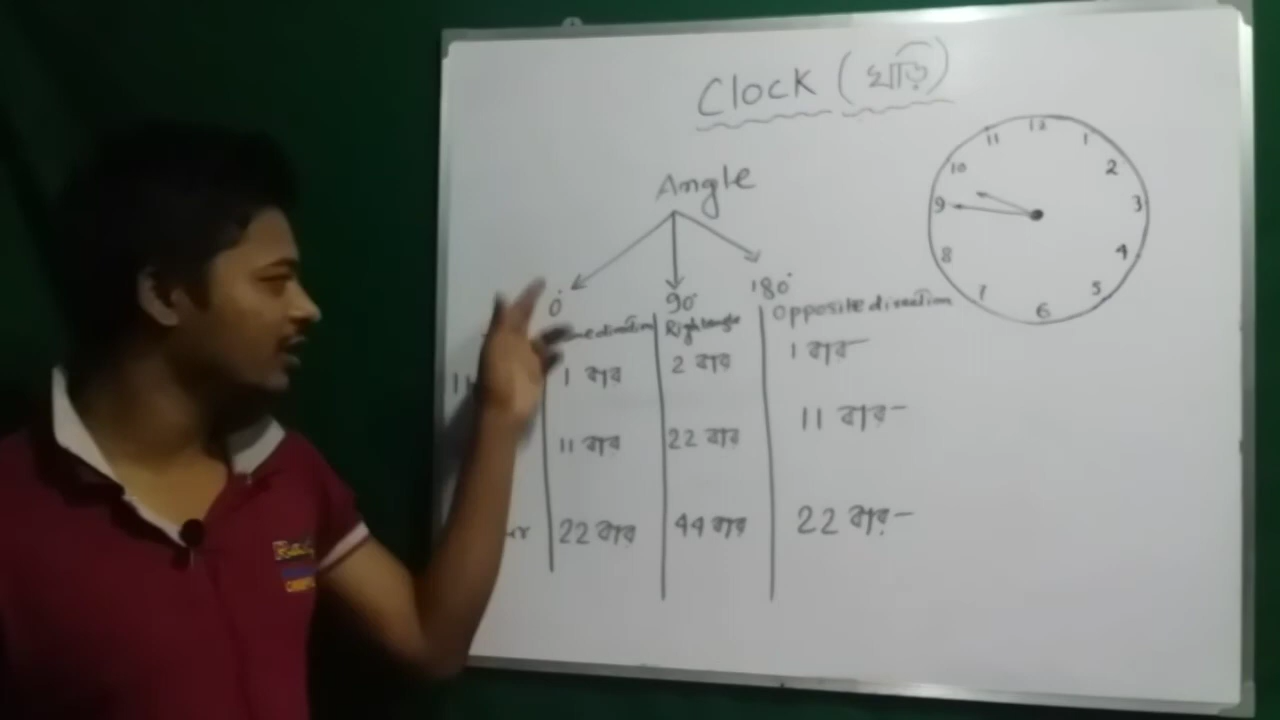 Clock (ঘড়ি)
Angle
0° 90° 180°
Right angle Opposite direction
1 বার 2 বার 1 বার
11 বার 22 বার 11 বার
22 বার 44 বার 22 বার
12
11 1
10 2
9 3
8 4
7 5
6